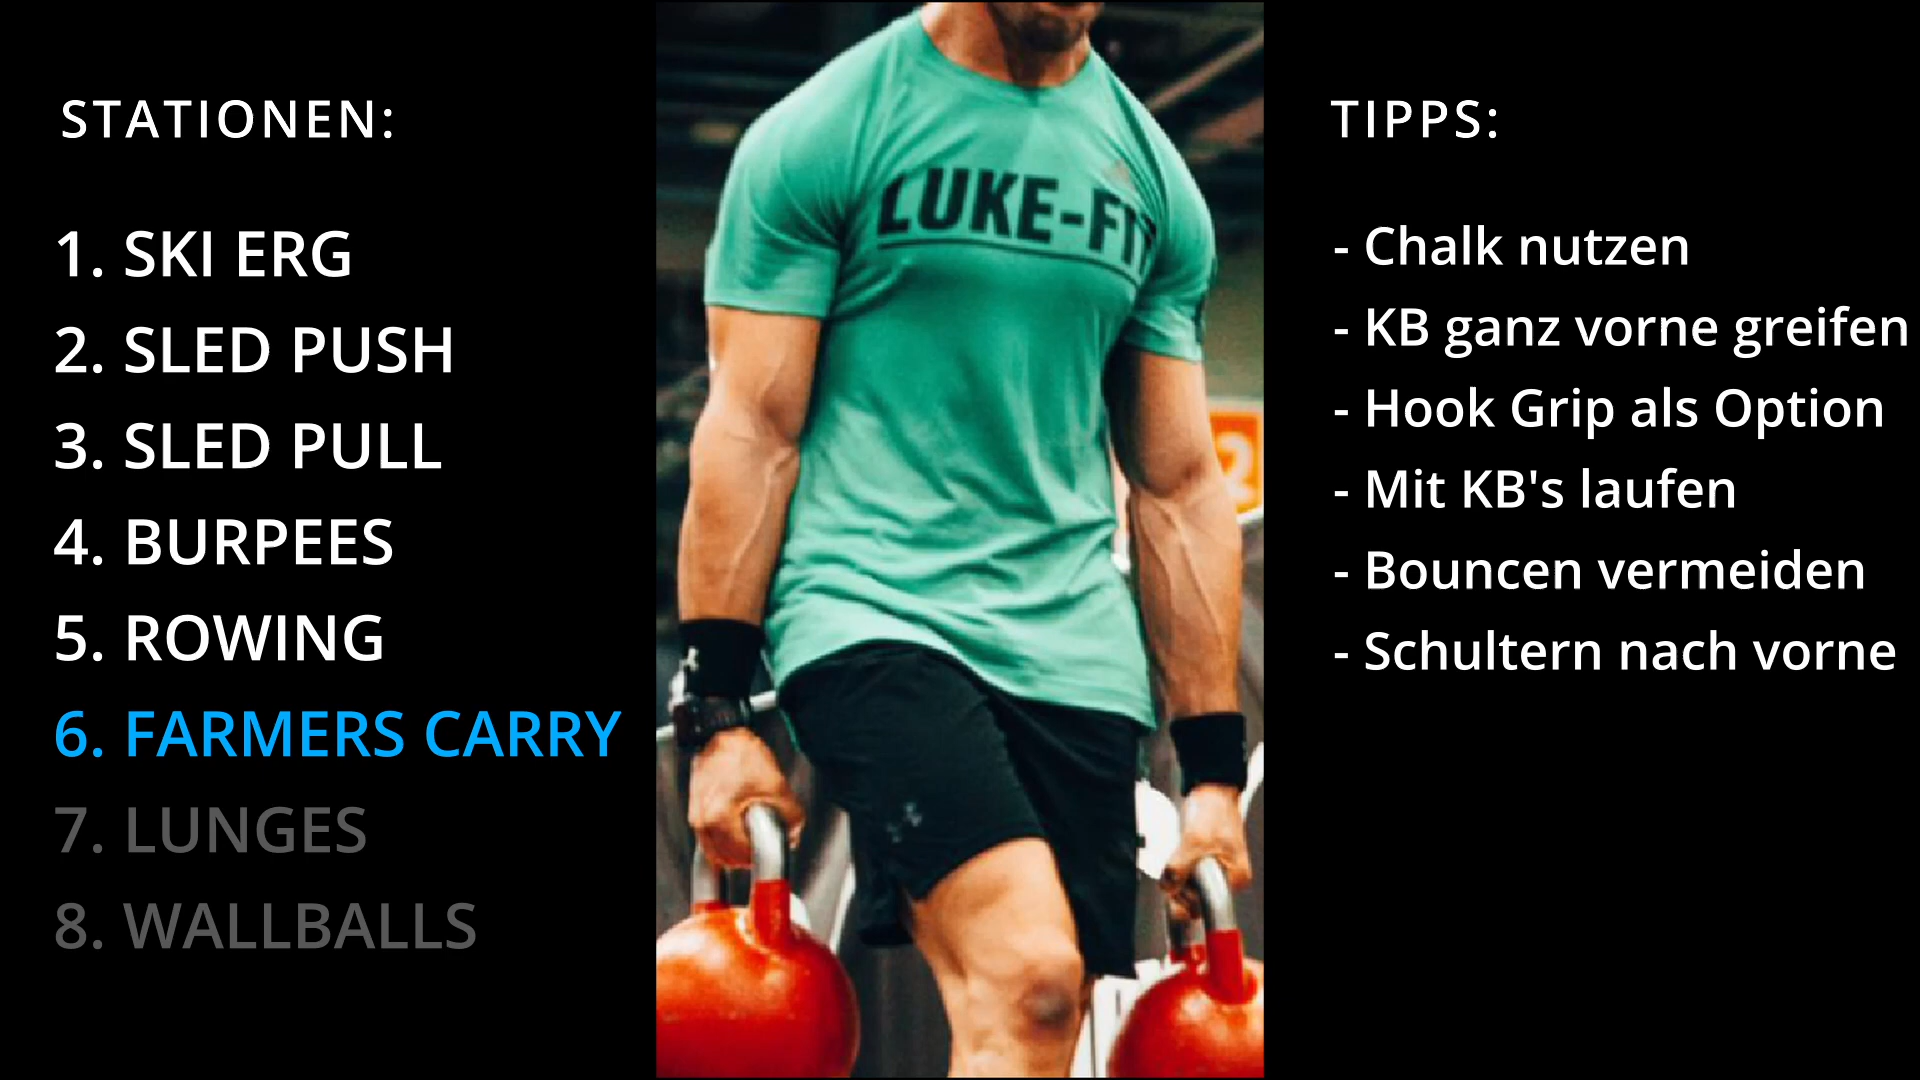 STATIONEN:
1. SKI ERG
2. SLED PUSH
3. SLED PULL
4. BURPEES
5. ROWING
6. FARMERS CARRY
7. LUNGES
8. WALLBALLS
LUKE-FIT
2
TIPPS:
- Chalk nutzen
- KB ganz vorne greifen
- Hook Grip als Option
- Mit KB's laufen
- Bouncen vermeiden
- Schultern nach vorne